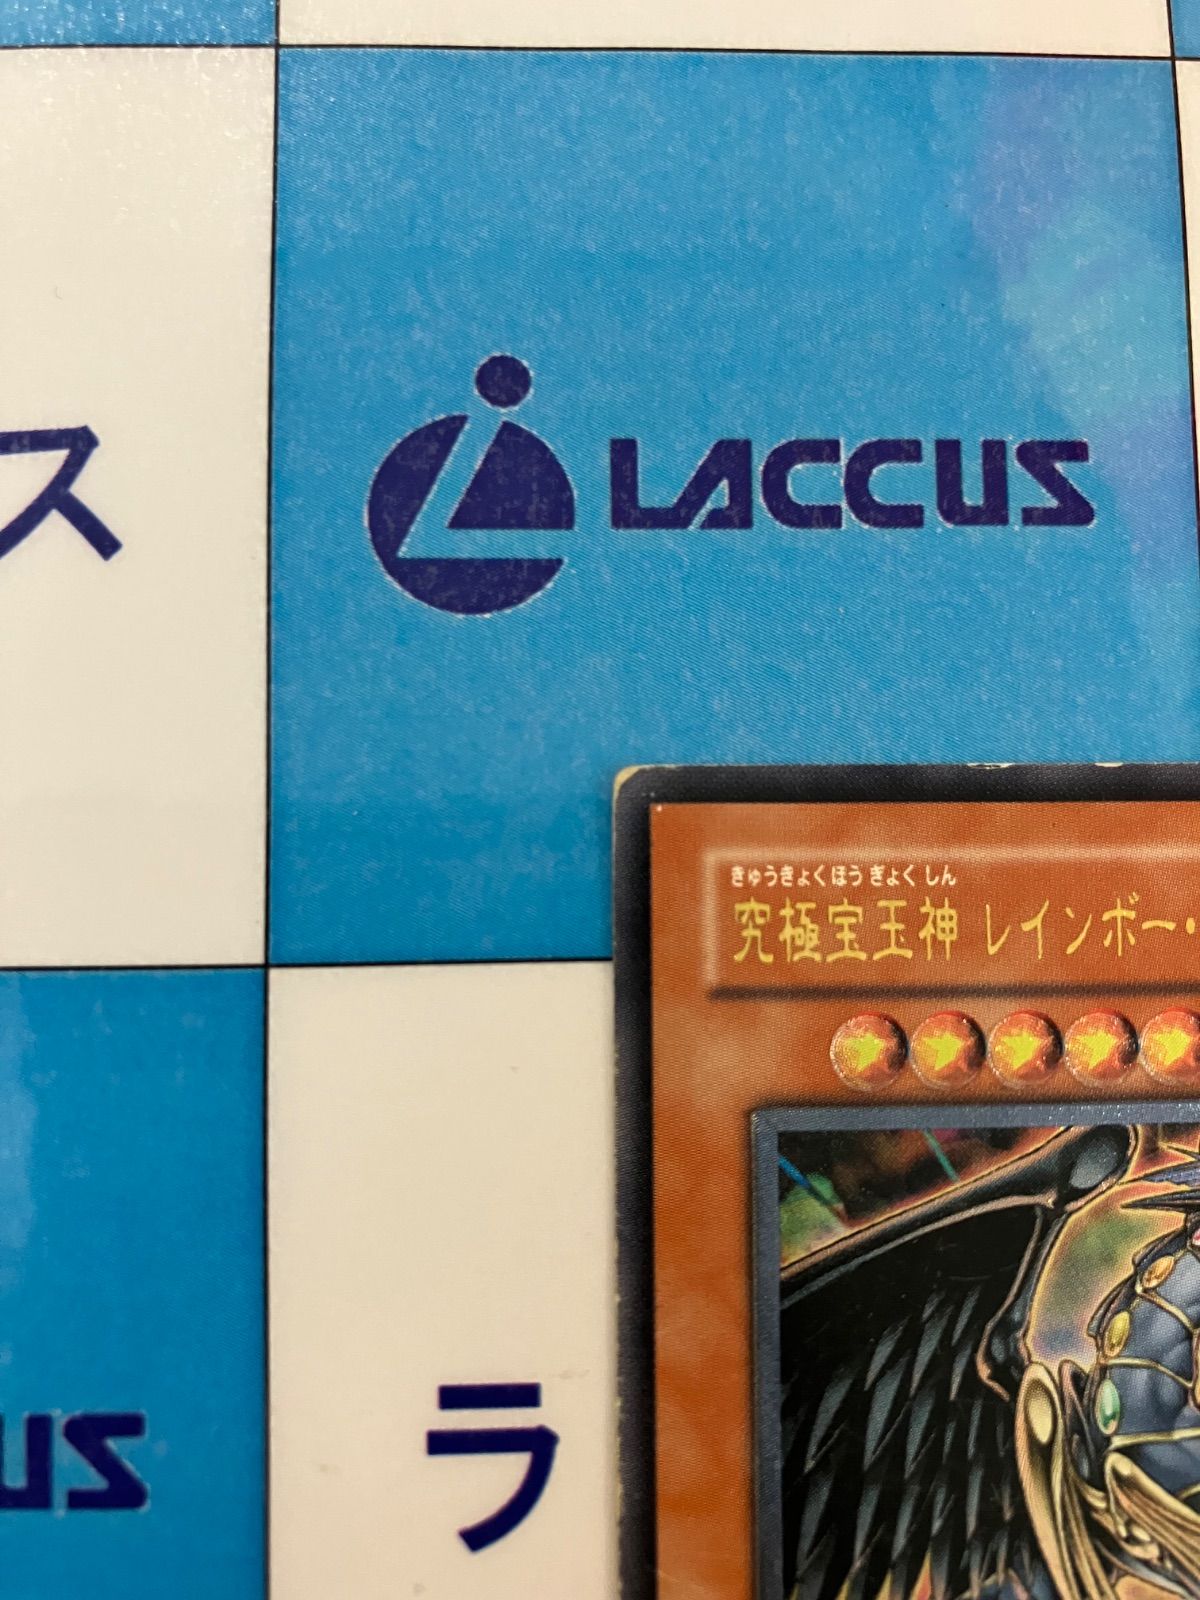 ス
LACCUS
きゅうきょくほうぎょくしん
究極宝玉神 レインボー・
US
ラ